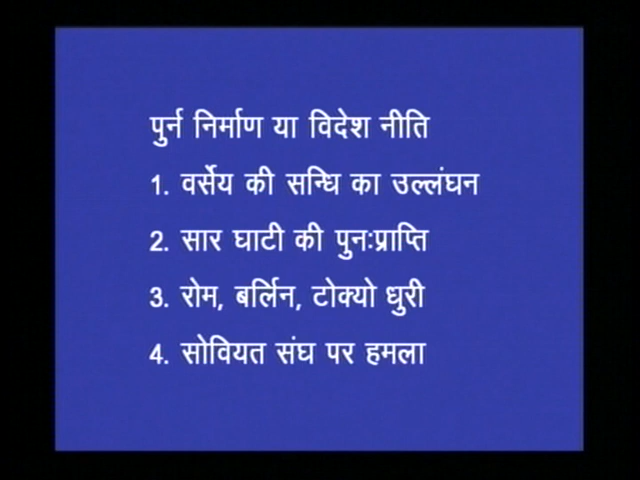 पुर्न निर्माण या विदेश नीति
1. वर्सेय की सन्धि का उल्लंघन
2. सार घाटी की पुनःप्राप्ति
3. रोम, बर्लिन, टोक्यो धुरी
4. सोवियत संघ पर हमला